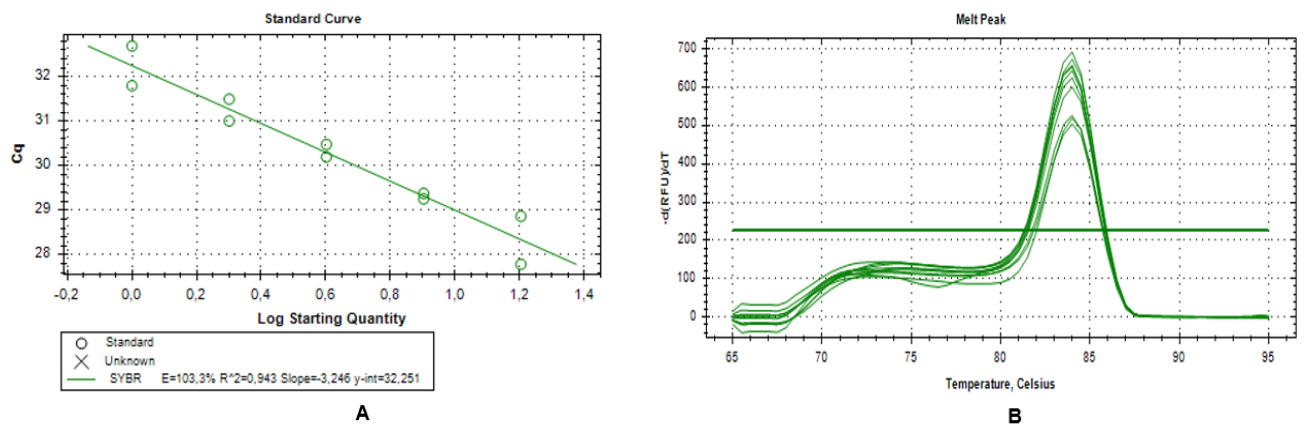 Standard Curve
Cq
32
31
30
29
28
-0,2 0,0 0,2 0,4 0,6 0,8 1,0 1,2 1,4
Log Starting Quantity
Standard
Unknown
SYBR E=103,3% R^2=0,943 Slope=-3,246 y-int=32,251
A
Melt Peak
-d(RFU)/dT
700
600
500
400
300
200
100
0
65 70 75 80 85 90 95
Temperature, Celsius
B